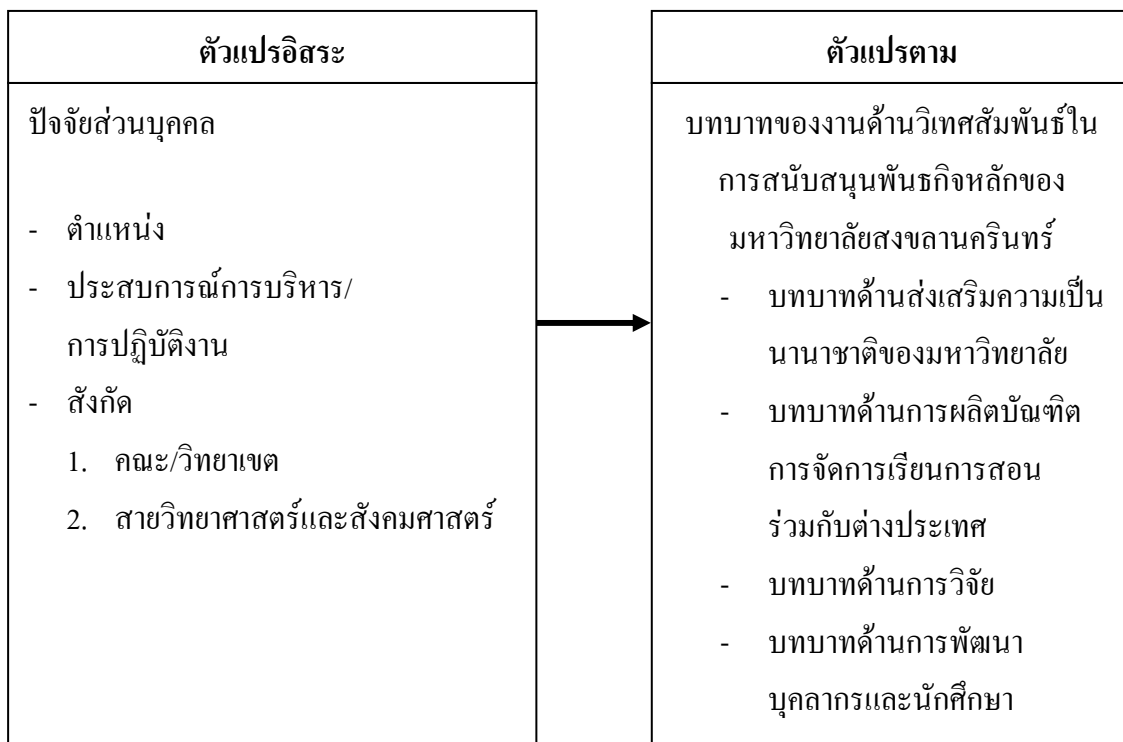 ตัวแปรอิสระ
ปัจจัยส่วนบุคคล
- ตำแหน่ง
- ประสบการณ์การบริหาร/
การปฏิบัติงาน
- สังกัด
1. คณะ/วิทยาเขต
2. สายวิทยาศาสตร์และสังคมศาสตร์
ตัวแปรตาม
บทบาทของงานด้านวิเทศสัมพันธ์ใน
การสนับสนุนพันธกิจหลักของ
มหาวิทยาลัยสงขลานครินทร์
- บทบาทด้านส่งเสริมความเป็น
นานาชาติของมหาวิทยาลัย
- บทบาทด้านการผลิตบัณฑิต
การจัดการเรียนการสอน
ร่วมกับต่างประเทศ
- บทบาทด้านการวิจัย
- บทบาทด้านการพัฒนา
บุคลากรและนักศึกษา